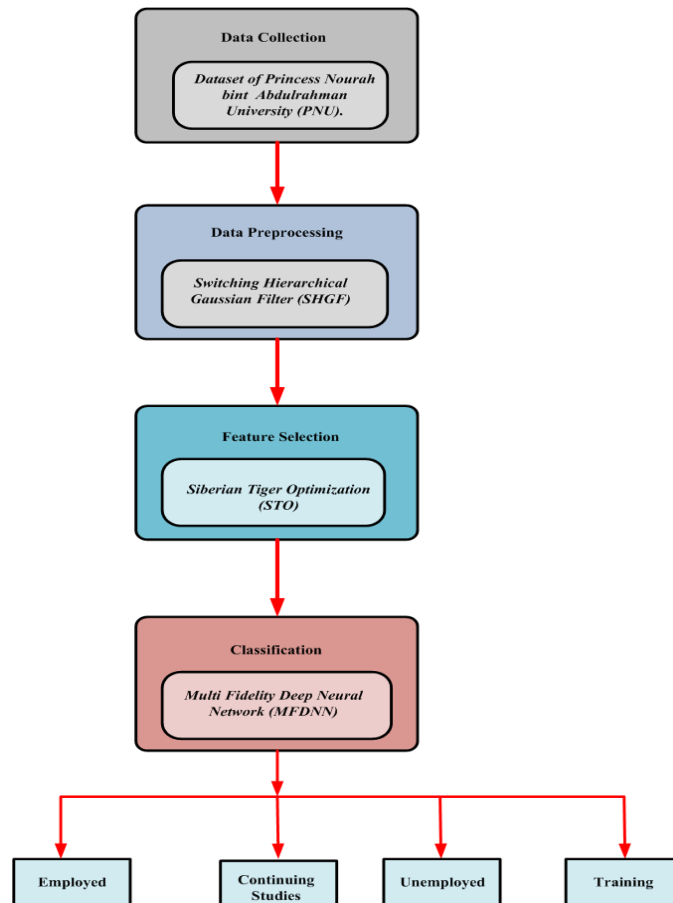 Data Collection
Dataset of Princess Nourah
bint Abdulrahman
University (PNU).
Data Preprocessing
Switching Hierarchical
Gaussian Filter (SHGF)
Feature Selection
Siberian Tiger Optimization
(STO)
Classification
Multi Fidelity Deep Neural
Network (MFDNN)
Employed
Continuing
Studies
Unemployed
Training